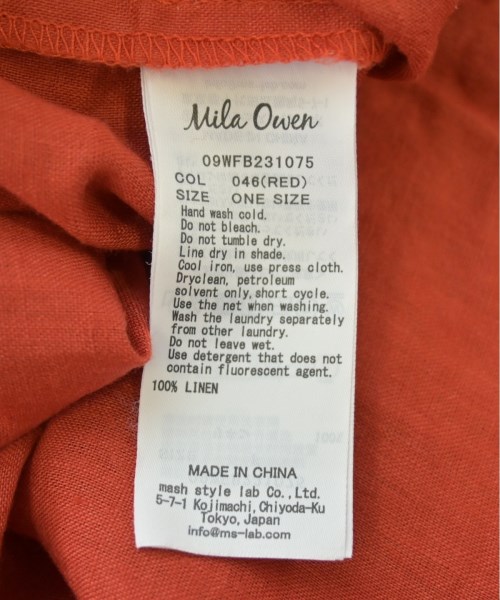 Mila Owen
09WFB231075
COL 046(RED)
SIZE ONE SIZE
Hand wash cold.
Do not bleach.
Do not tumble dry.
Line dry in shade.
Cool iron, use press cloth.
Dryclean, petroleum
solvent only, short cycle.
Use the net when washing.
Wash the laundry separately
from other laundry.
Do not leave wet.
Use detergent that does not
contain fluorescent agent.
100% LINEN
MADE IN CHINA
mash style lab Co., Ltd.
5-7-1 Kojimachi, Chiyoda-Ku
Tokyo, Japan
info@ms-lab.com